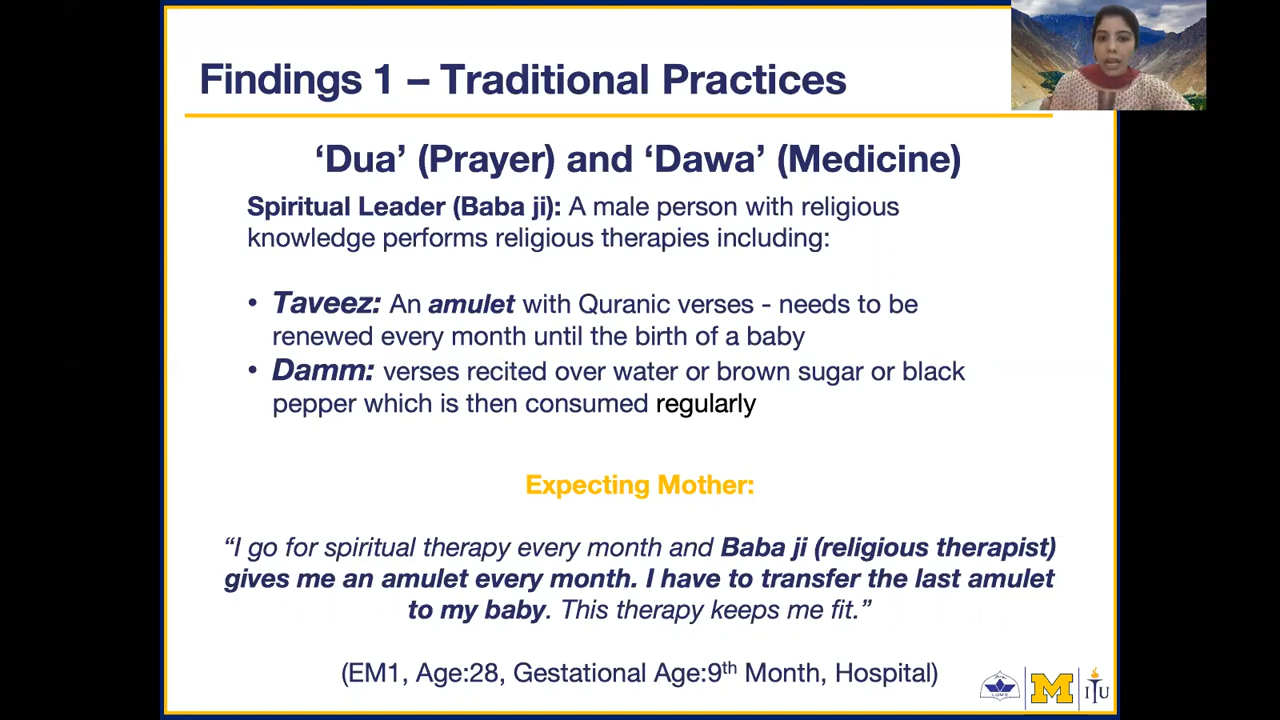 Findings 1 – Traditional Practices
‘Dua’ (Prayer) and ‘Dawa’ (Medicine)
Spiritual Leader (Baba ji): A male person with religious
knowledge performs religious therapies including:
• Taveez: An amulet with Quranic verses - needs to be
renewed every month until the birth of a baby
• Damm: verses recited over water or brown sugar or black
pepper which is then consumed regularly
Expecting Mother:
“I go for spiritual therapy every month and Baba ji (religious therapist)
gives me an amulet every month. I have to transfer the last amulet
to my baby. This therapy keeps me fit.”
(EM1, Age:28, Gestational Age:9th Month, Hospital)
LUMS M ITU